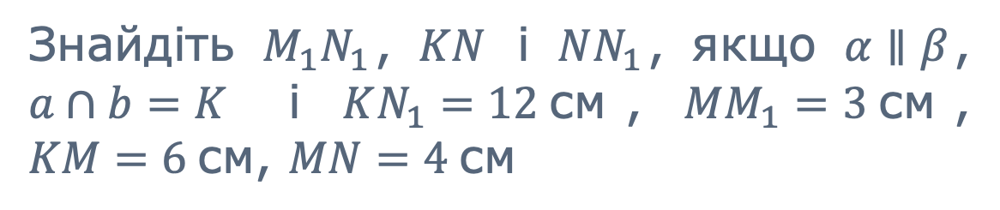 Знайдіть M₁N₁, KN і NN₁, якщо α ∥ β,
a ∩ b = K і KN₁ = 12 см , MM₁ = 3 см ,
KM = 6 см, MN = 4 см